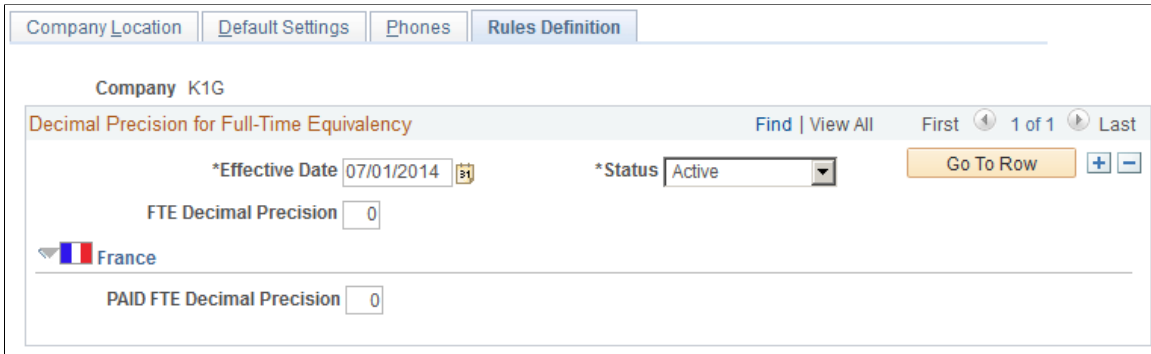 Company Location Default Settings Phones Rules Definition
Company K1G
Decimal Precision for Full-Time Equivalency Find | View All First 1 of 1 Last
*Effective Date 07/01/2014 31 *Status Active Go To Row
FTE Decimal Precision 0
France
PAID FTE Decimal Precision 0